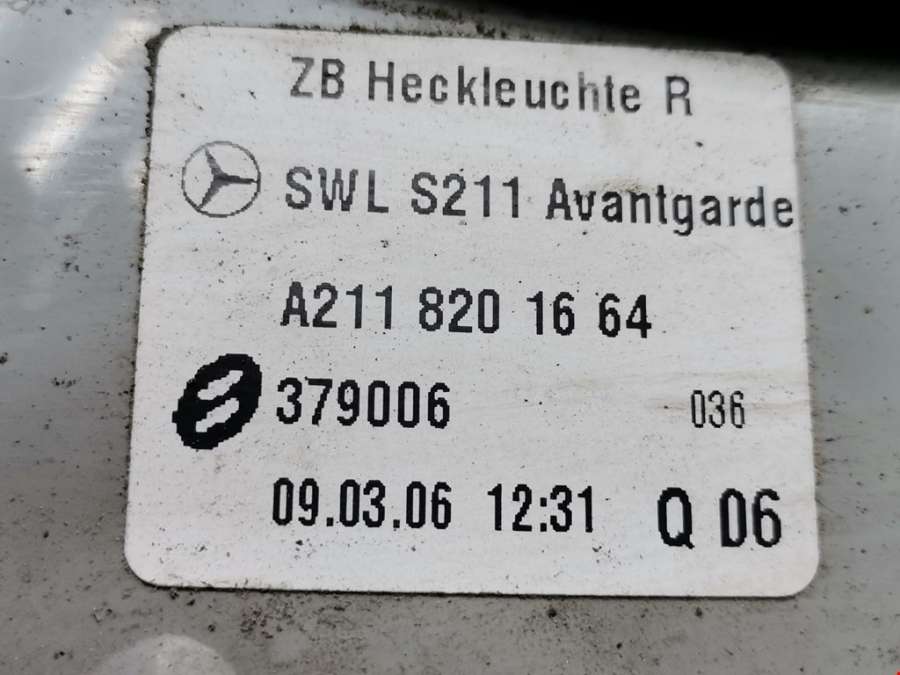 ZB Heckleuchte R
SWL S211 Avantgarde
A211 820 16 64
379006 036
09.03.06 12:31 Q 06